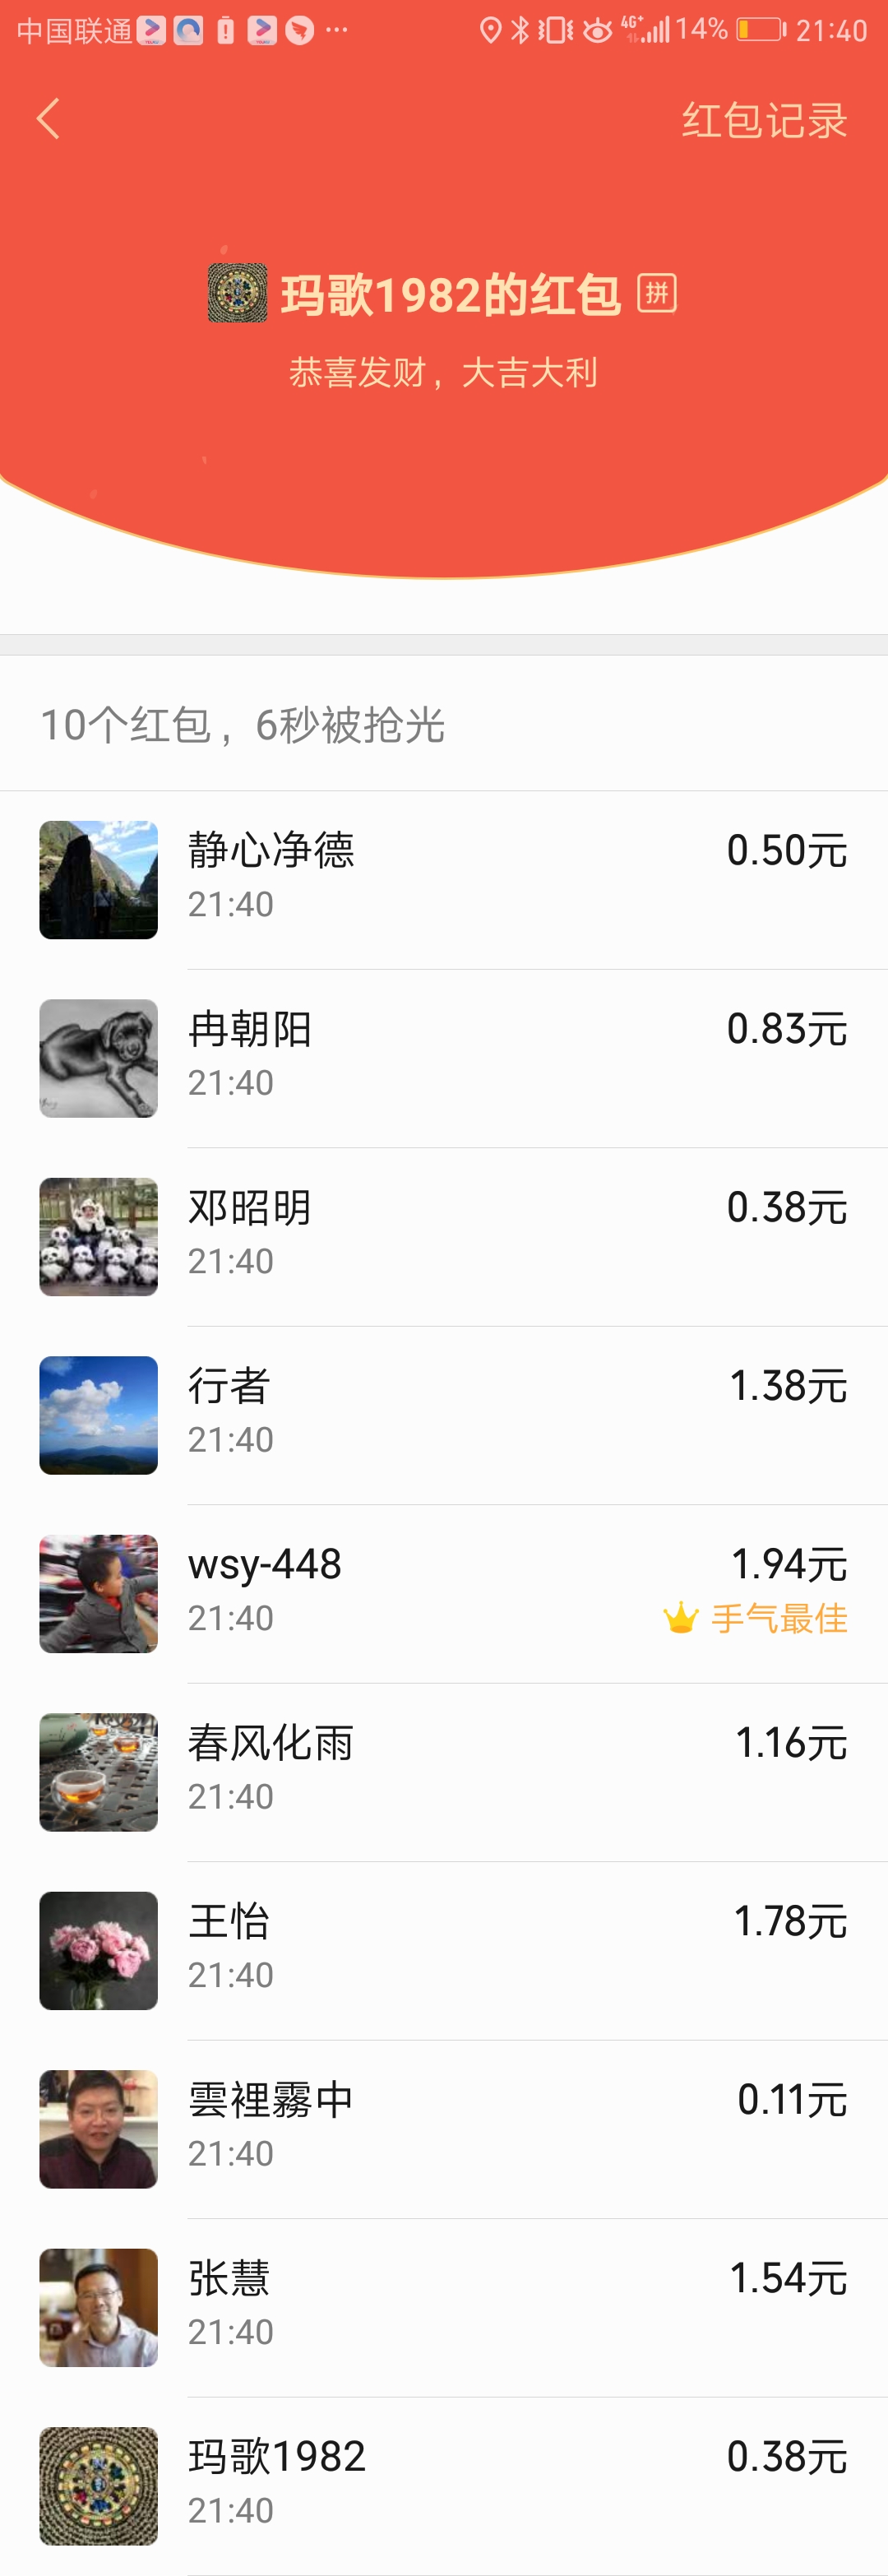 中国联通 ··· 4G+ 14% 21:40
红包记录
玛歌1982的红包 拼
恭喜发财，大吉大利
10个红包，6秒被抢光
静心净德 0.50元
21:40
冉朝阳 0.83元
21:40
邓昭明 0.38元
21:40
行者 1.38元
21:40
wsy-448 1.94元
21:40 手气最佳
春风化雨 1.16元
21:40
王怡 1.78元
21:40
雲裡霧中 0.11元
21:40
张慧 1.54元
21:40
玛歌1982 0.38元
21:40